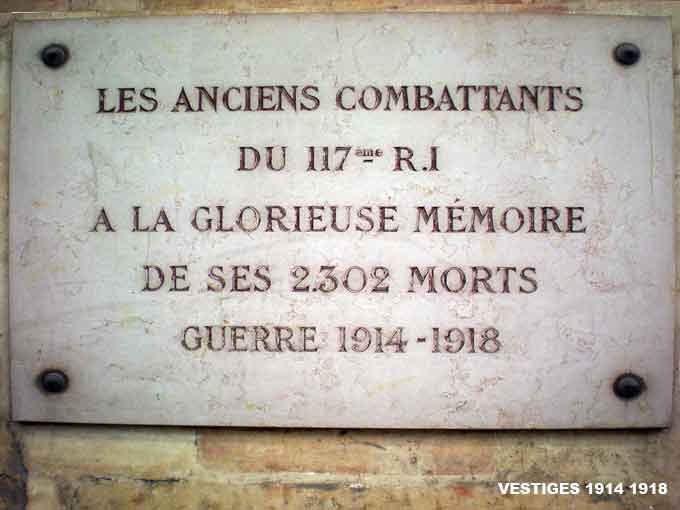 LES ANCIENS COMBATTANTS
DU 117ème R.I
A LA GLORIEUSE MÉMOIRE
DE SES 2.302 MORTS
GUERRE 1914-1918
VESTIGES 1914 1918